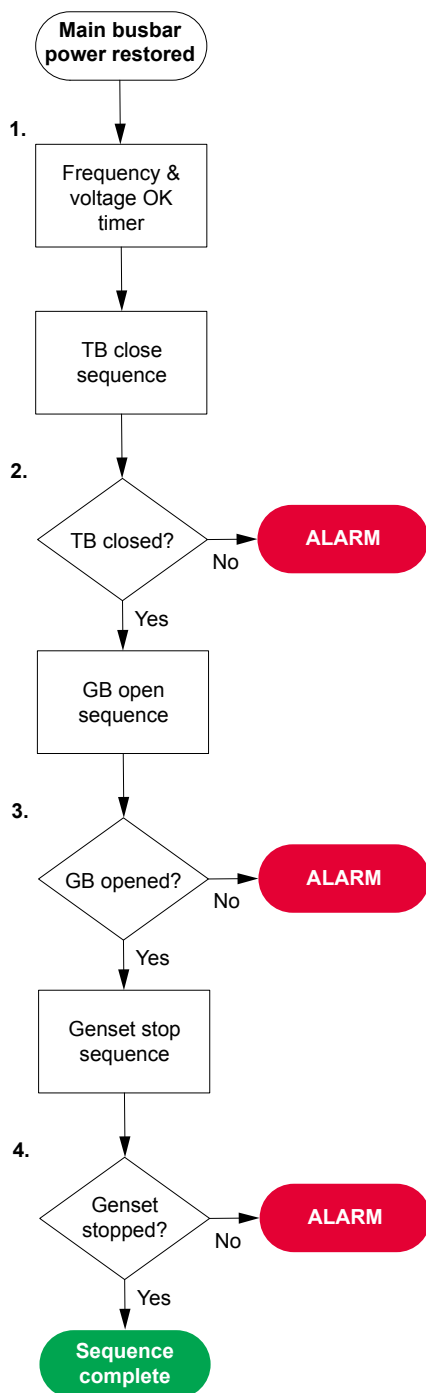 Main busbar
power restored
1.
Frequency &
voltage OK
timer
TB close
sequence
2.
TB closed?
No
ALARM
Yes
GB open
sequence
3.
GB opened?
No
ALARM
Yes
Genset stop
sequence
4.
Genset
stopped?
No
ALARM
Yes
Sequence
complete